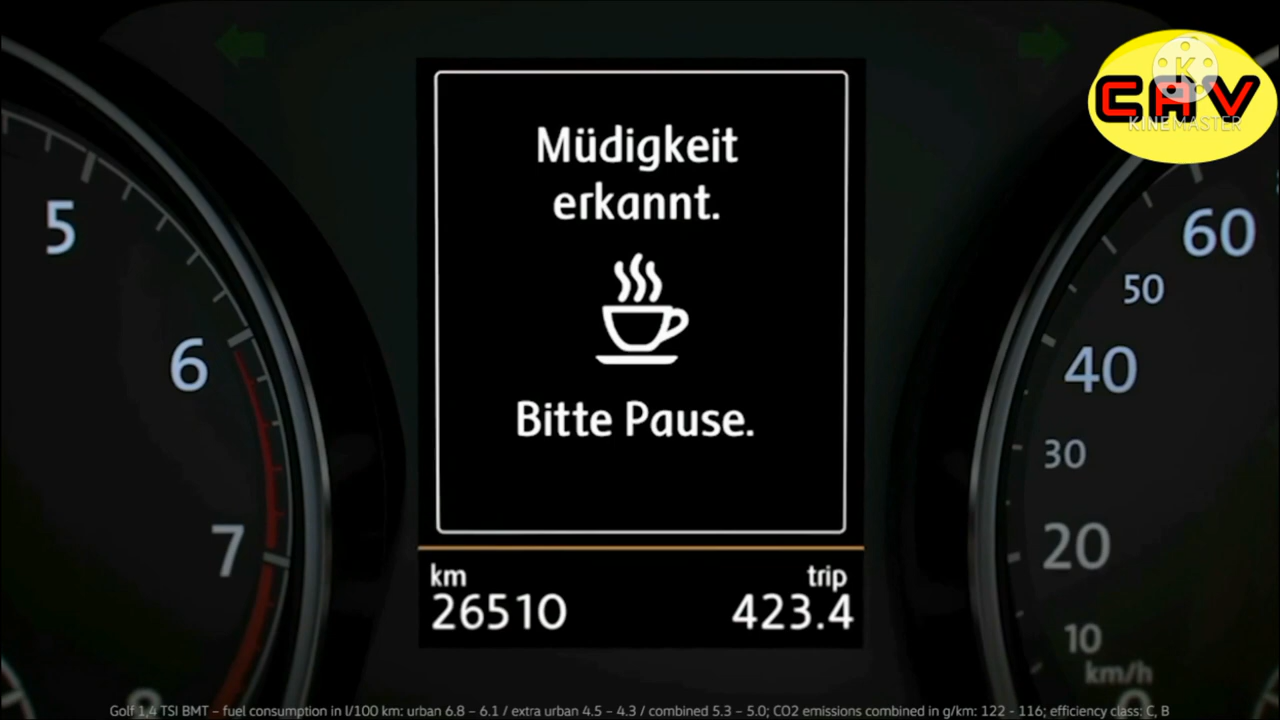 CAV
K
KINEMASTER
Müdigkeit
erkannt.
Bitte Pause.
km
trip
26510
423.4
5
6
7
8
60
50
40
30
20
10
km/h
0
Golf 1,4 TSI BMT – fuel consumption in l/100 km: urban 6.8 – 6.1 / extra urban 4.5 – 4.3 / combined 5.3 – 5.0; CO2 emissions combined in g/km: 122 - 116; efficiency class: C, B